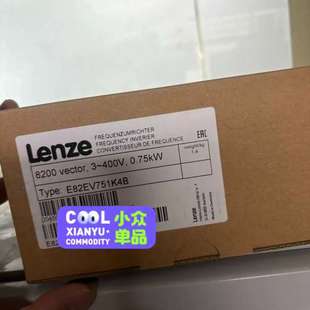 Lenze
FREQUENZUMRICHTER
FREQUENCY INVERTER
CONVERTISSEUR DE FREQUENCE
EAC
8200 vector, 3~400V, 0.75kW
Type: E82EV751K4B
COOL 小众
XIANYU· 单品
COMMODITY
Lenze